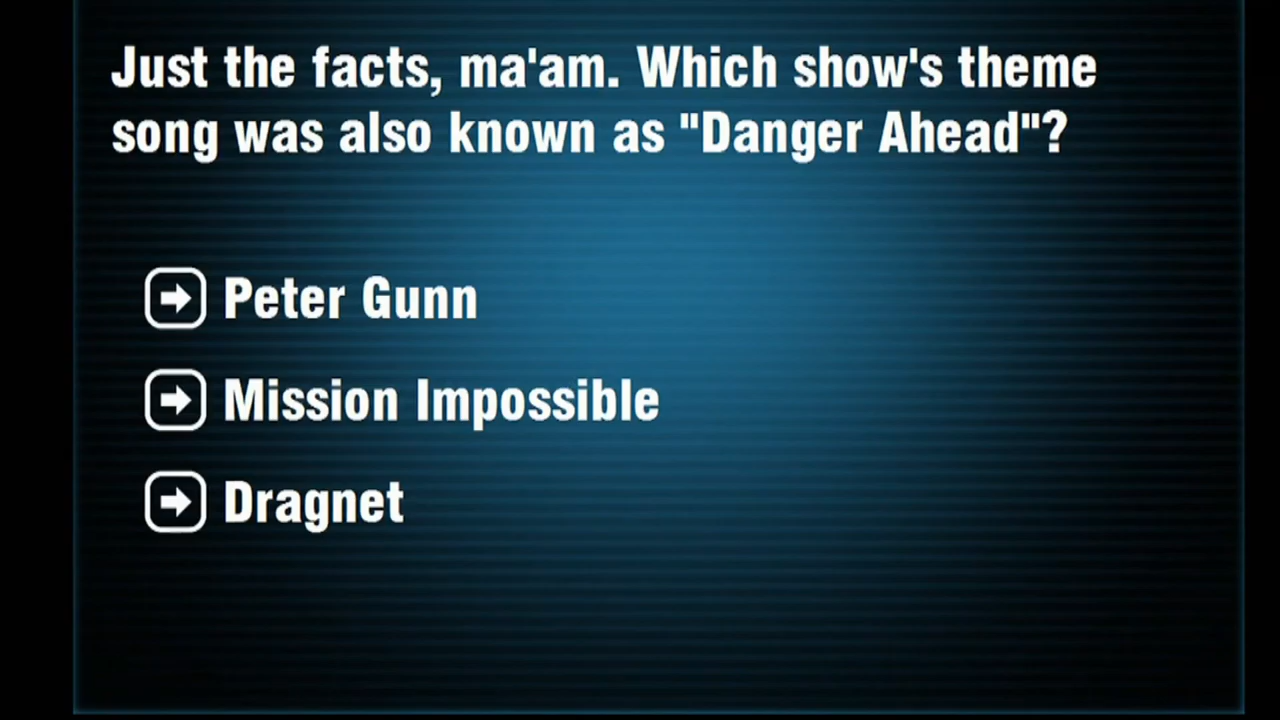 Just the facts, ma'am. Which show's theme
song was also known as "Danger Ahead"?
Peter Gunn
Mission Impossible
Dragnet